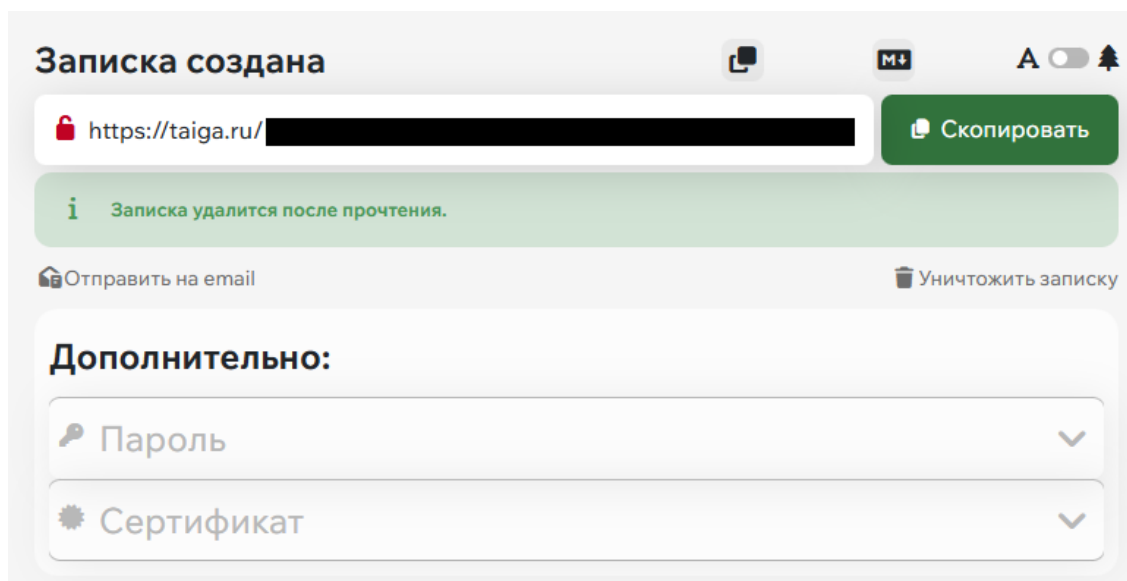 Записка создана
M↓
A
https://taiga.ru/
Скопировать
i Записка удалится после прочтения.
Отправить на email
Уничтожить записку
Дополнительно:
Пароль
Сертификат